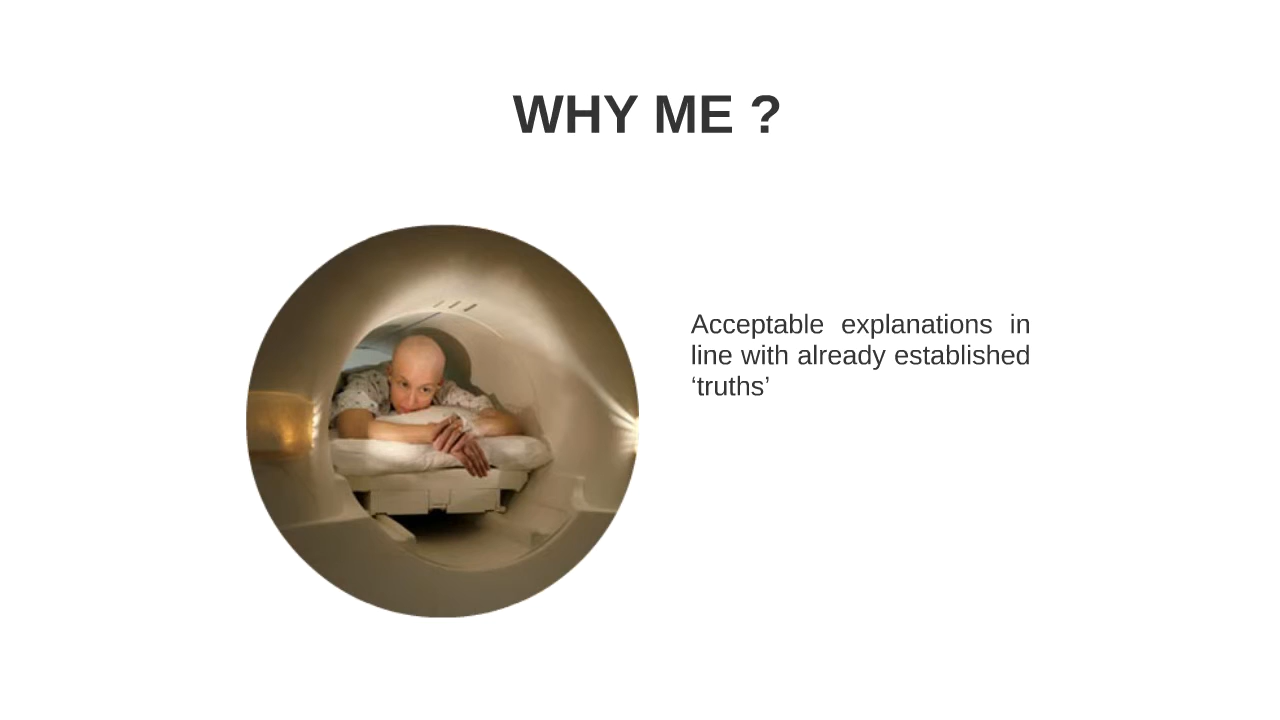 WHY ME ?
Acceptable explanations in
line with already established
‘truths’